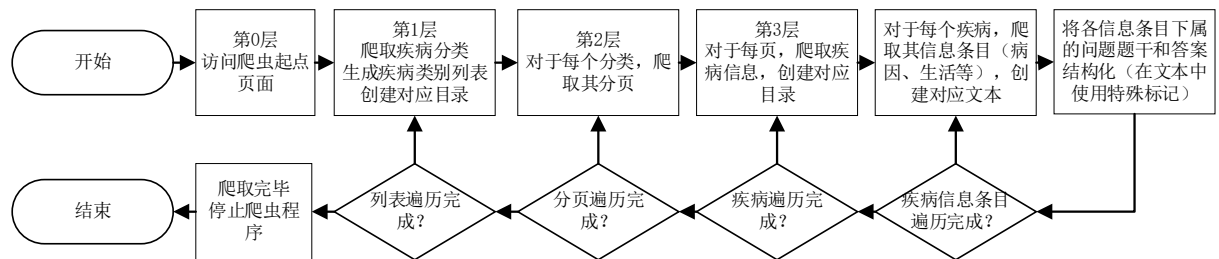 开始
第0层
访问爬虫起点
页面
第1层
爬取疾病分类
生成疾病类别列表
创建对应目录
第2层
对于每个分类，爬
取其分页
第3层
对于每页，爬取疾
病信息，创建对应
目录
对于每个疾病，爬
取其信息条目（病
因、生活等），创
建对应文本
将各信息条目下属
的问题题干和答案
结构化（在文本中
使用特殊标记）
结束
爬取完毕
停止爬虫程
序
列表遍历完
成？
分页遍历完
成？
疾病遍历完
成？
疾病信息条目
遍历完成？